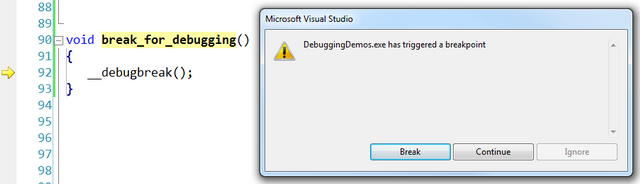 88
89
90 void break_for_debugging()
91 {
92 __debugbreak();
93 }
94
95
96
97
98
Microsoft Visual Studio
DebuggingDemos.exe has triggered a breakpoint
Break Continue Ignore